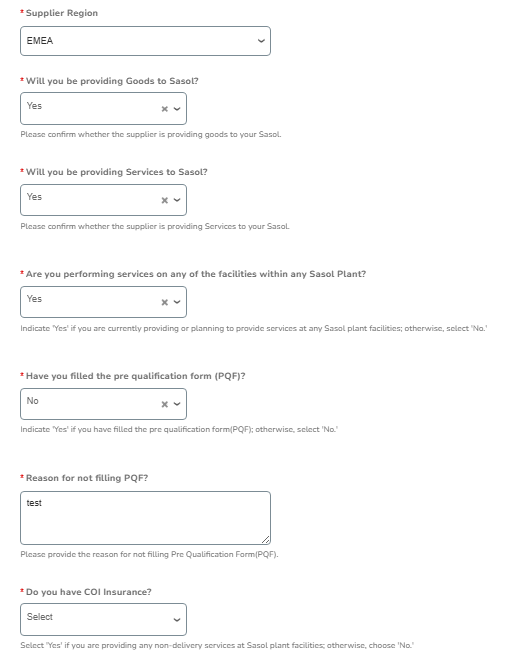 * Supplier Region
EMEA
* Will you be providing Goods to Sasol?
Yes
Please confirm whether the supplier is providing goods to your Sasol.
* Will you be providing Services to Sasol?
Yes
Please confirm whether the supplier is providing Services to your Sasol.
* Are you performing services on any of the facilities within any Sasol Plant?
Yes
Indicate 'Yes' if you are currently providing or planning to provide services at any Sasol plant facilities; otherwise, select 'No.'
* Have you filled the pre qualification form (PQF)?
No
Indicate 'Yes' if you have filled the pre qualification form(PQF); otherwise, select 'No.'
* Reason for not filling PQF?
test
Please provide the reason for not filling Pre Qualification Form(PQF).
* Do you have COI Insurance?
Select
Select 'Yes' if you are providing any non-delivery services at Sasol plant facilities; otherwise, choose 'No.'